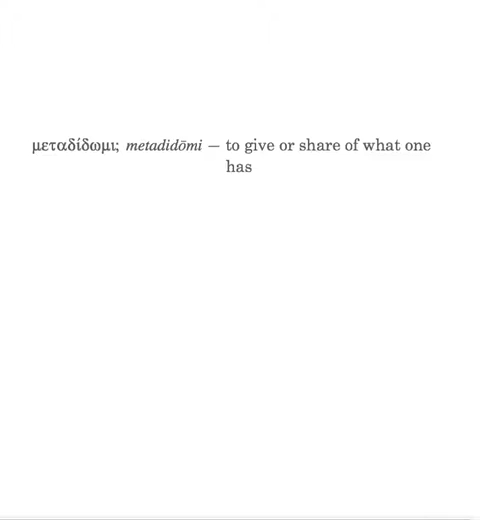 μεταδίδωμι; metadidōmi — to give or share of what one
has